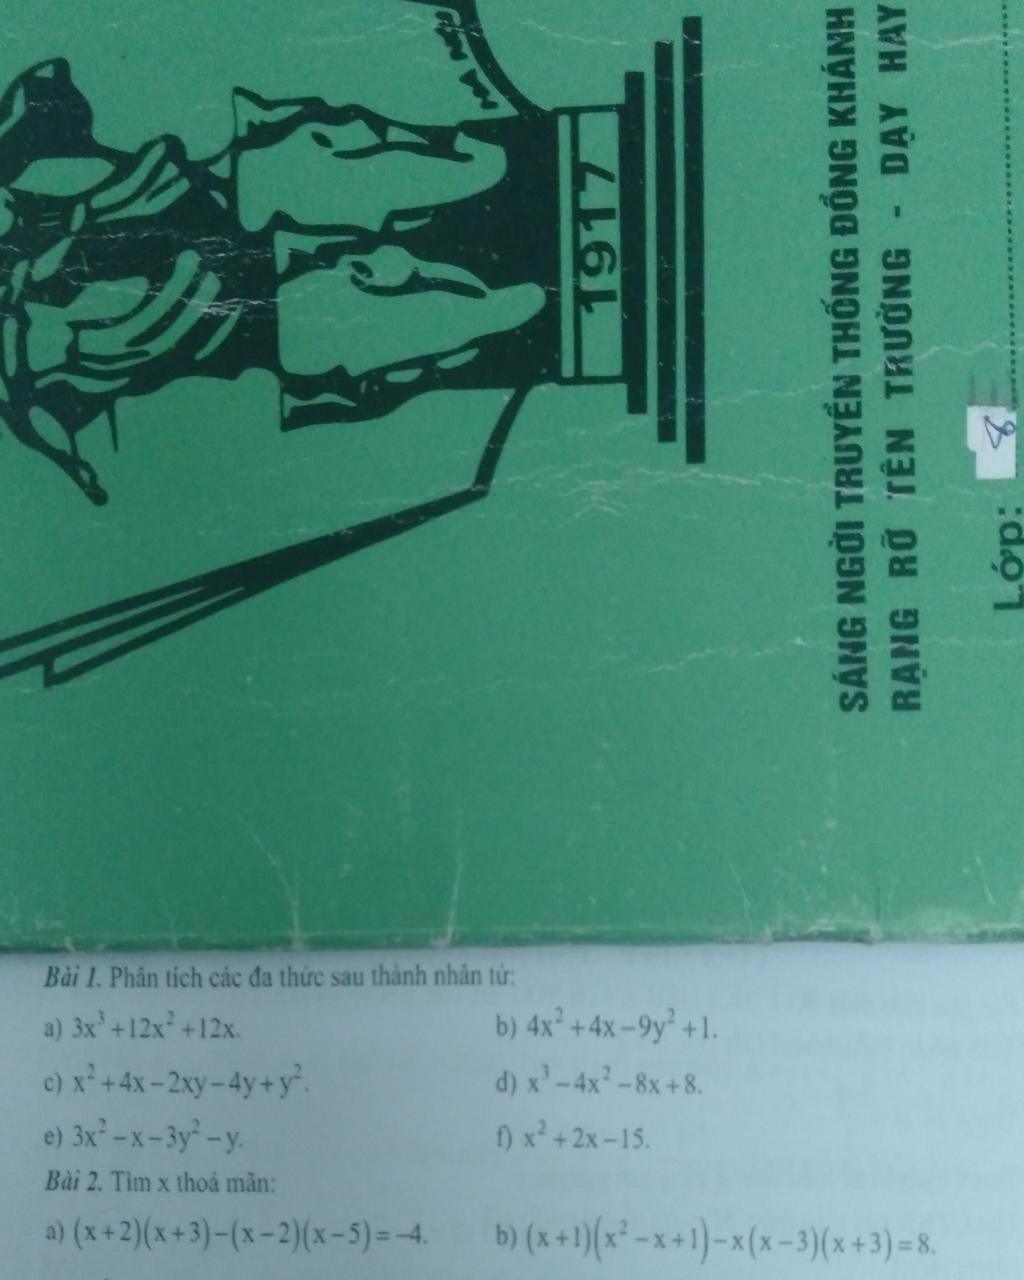 1917
SÁNG NGỜI TRUYỀN THỐNG ĐỒNG KHÁNH
RẠNG RỠ TÊN TRƯỜNG - DẠY HAY
Lớp: 8
Bài 1. Phân tích các đa thức sau thành nhân tử:
a) 3x³+12x²+12x. b) 4x²+4x−9y²+1.
c) x²+4x−2xy−4y+y². d) x³−4x²−8x+8.
e) 3x²−x−3y²−y. f) x²+2x−15.
Bài 2. Tìm x thoả mãn:
a) (x+2)(x+3)−(x−2)(x−5)=−4. b) (x+1)(x²−x+1)−x(x−3)(x+3)=8.